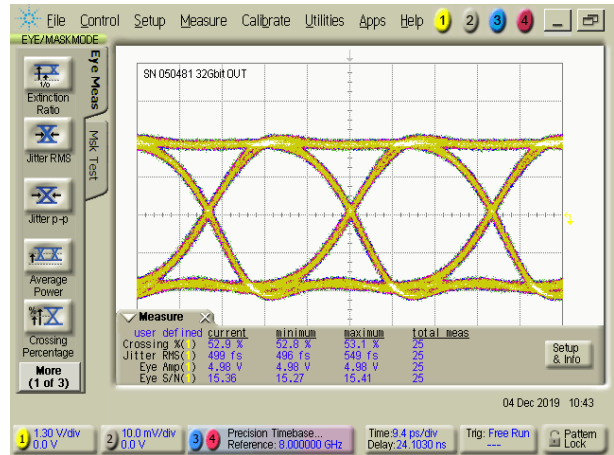 File Control Setup Measure Calibrate Utilities Apps Help 1 2 3 4
EYE/MASK MODE
Eye Meas
Msk Test
Extinction
Ratio
Jitter RMS
Jitter p-p
Average
Power
Crossing
Percentage
More
(1 of 3)
SN 050481 32Gbit OUT
Measure
user defined current minimum maximum total meas
Crossing %(1) 52.9 % 52.8 % 53.1 % 25
Jitter RMS(1) 499 fs 496 fs 549 fs 25
Eye Amp(1) 4.98 V 4.98 V 4.98 V 25
Eye S/N(1) 15.36 15.27 15.41 25
Setup
& Info
04 Dec 2019 10:43
1 1.30 V/div
0.0 V
2 10.0 mV/div
0.0 V
3 4 Precision Timebase...
Reference: 8.000000 GHz
Time:9.4 ps/div
Delay:24.1030 ns
Trig: Free Run
---
Pattern
Lock